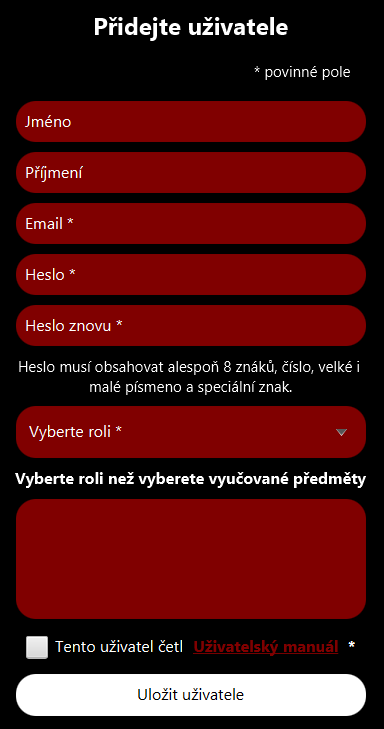 Přidejte uživatele
* povinné pole
Jméno
Příjmení
Email *
Heslo *
Heslo znovu *
Heslo musí obsahovat alespoň 8 znáků, číslo, velké i
malé písmeno a speciální znak.
Vyberte roli *
Vyberte roli než vyberete vyučované předměty
Tento uživatel četl Uživatelský manuál *
Uložit uživatele